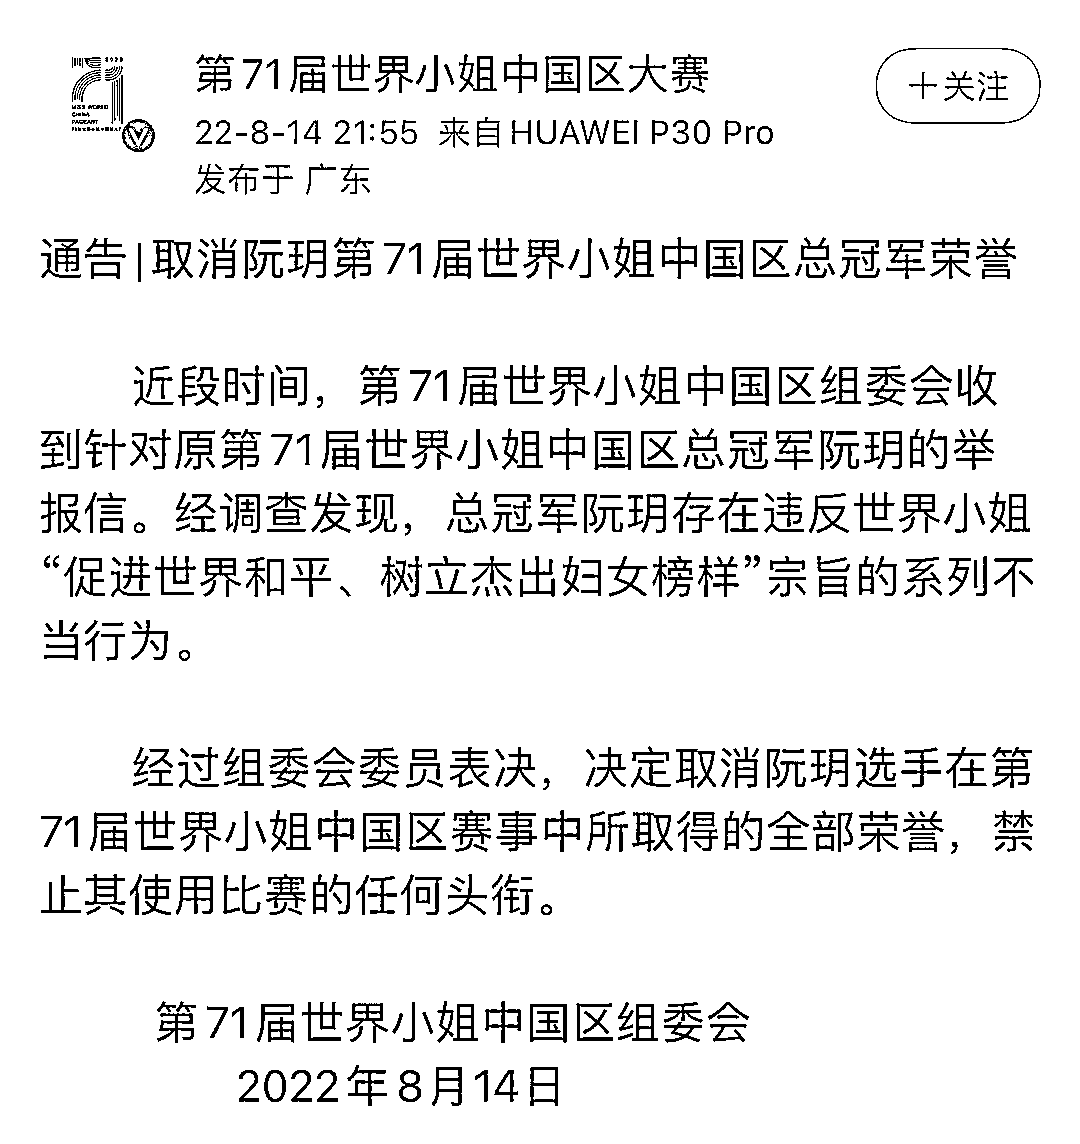 第71届世界小姐中国区大赛
+关注
MISS WORLD
CHINA
PAGEANT
22-8-14 21:55 来自HUAWEI P30 Pro
发布于 广东
通告|取消阮玥第71届世界小姐中国区总冠军荣誉
近段时间，第71届世界小姐中国区组委会收
到针对原第71届世界小姐中国区总冠军阮玥的举
报信。经调查发现，总冠军阮玥存在违反世界小姐
“促进世界和平、树立杰出妇女榜样”宗旨的系列不
当行为。
经过组委会委员表决，决定取消阮玥选手在第
71届世界小姐中国区赛事中所取得的全部荣誉，禁
止其使用比赛的任何头衔。
第71届世界小姐中国区组委会
2022年8月14日